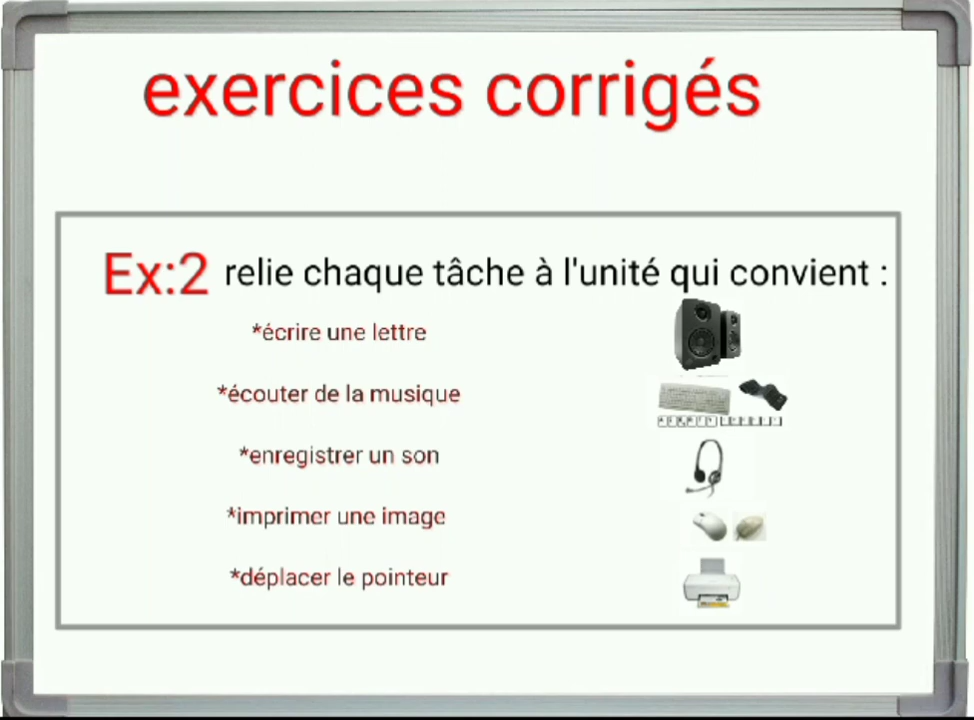 exercices corrigés
Ex:2 relie chaque tâche à l'unité qui convient :
*écrire une lettre
*écouter de la musique
*enregistrer un son
*imprimer une image
*déplacer le pointeur